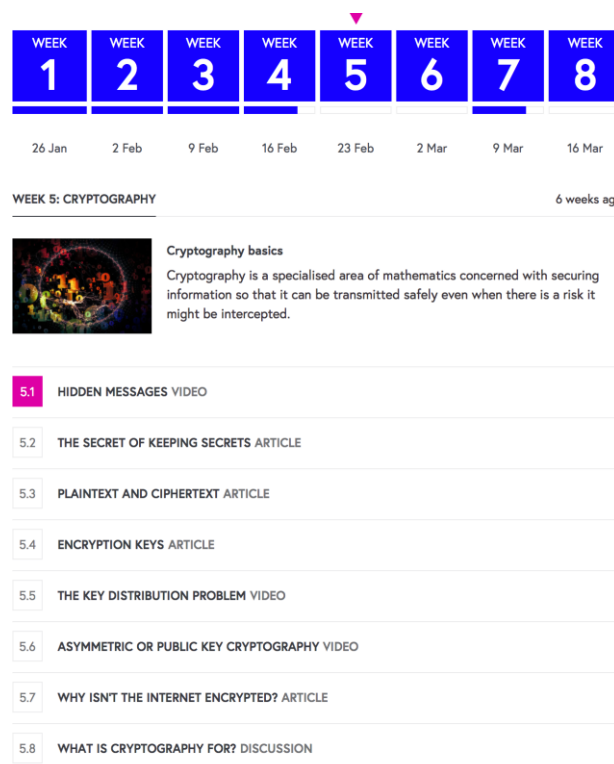 WEEK WEEK WEEK WEEK WEEK WEEK WEEK WEEK
1 2 3 4 5 6 7 8
26 Jan 2 Feb 9 Feb 16 Feb 23 Feb 2 Mar 9 Mar 16 Mar
WEEK 5: CRYPTOGRAPHY 6 weeks ag
Cryptography basics
Cryptography is a specialised area of mathematics concerned with securing
information so that it can be transmitted safely even when there is a risk it
might be intercepted.
5.1 HIDDEN MESSAGES VIDEO
5.2 THE SECRET OF KEEPING SECRETS ARTICLE
5.3 PLAINTEXT AND CIPHERTEXT ARTICLE
5.4 ENCRYPTION KEYS ARTICLE
5.5 THE KEY DISTRIBUTION PROBLEM VIDEO
5.6 ASYMMETRIC OR PUBLIC KEY CRYPTOGRAPHY VIDEO
5.7 WHY ISN'T THE INTERNET ENCRYPTED? ARTICLE
5.8 WHAT IS CRYPTOGRAPHY FOR? DISCUSSION